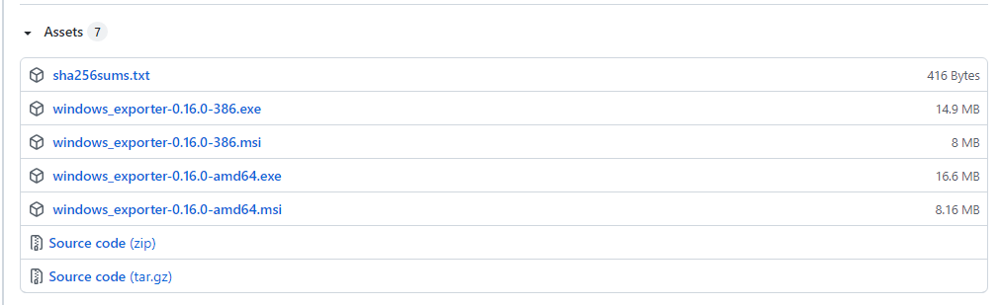 Assets 7
sha256sums.txt 416 Bytes
windows_exporter-0.16.0-386.exe 14.9 MB
windows_exporter-0.16.0-386.msi 8 MB
windows_exporter-0.16.0-amd64.exe 16.6 MB
windows_exporter-0.16.0-amd64.msi 8.16 MB
Source code (zip)
Source code (tar.gz)